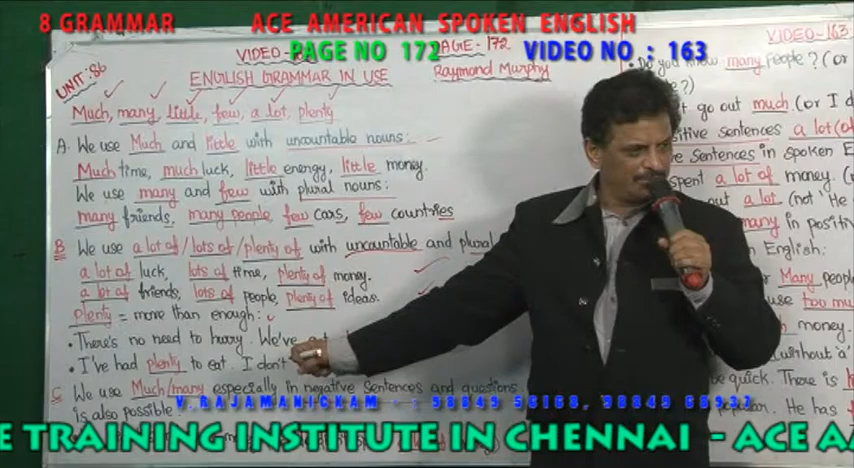 8 GRAMMAR ACE AMERICAN SPOKEN ENGLISH
PAGE NO 172 VIDEO NO : 163
UNIT: 86
ENGLISH GRAMMAR IN USE
Raymond Murphy
Much, many, little, few, a lot, plenty
A. We use Much and little with uncountable nouns:
Much time, much luck, little energy, little money.
We use many and few with plural nouns:
many friends, many people, few cars, few countries
B We use a lot of / lots of / plenty of with uncountable and plural
a lot of luck, lots of time, plenty of money.
a lot of friends, lots of people, plenty of ideas.
plenty = more than enough:
• There's no need to hurry. We've
• I've had plenty to eat. I don't
C We use Much/many especially in negative sentences and questions
is also possible:
VIDEO-163
Do you know many people? (or
go out much (or I d
sitive sentences a lot (of
sentences in spoken E
spent a lot of money. (
out a lot (not 'He
many in positiv
English:
Many people
use too mu
money.
without 'a'
be quick. There is
popular. He has
V. RAJAMANICKAM
E TRAINING INSTITUTE IN CHENNAI - ACE A